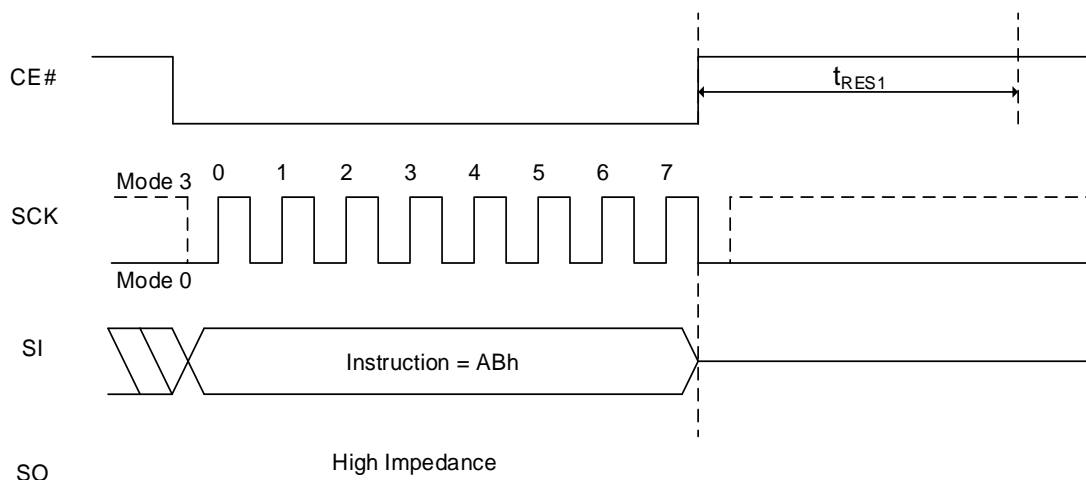 CE#
tRES1
Mode 3 0 1 2 3 4 5 6 7
SCK
Mode 0
SI
Instruction = ABh
High Impedance
SO